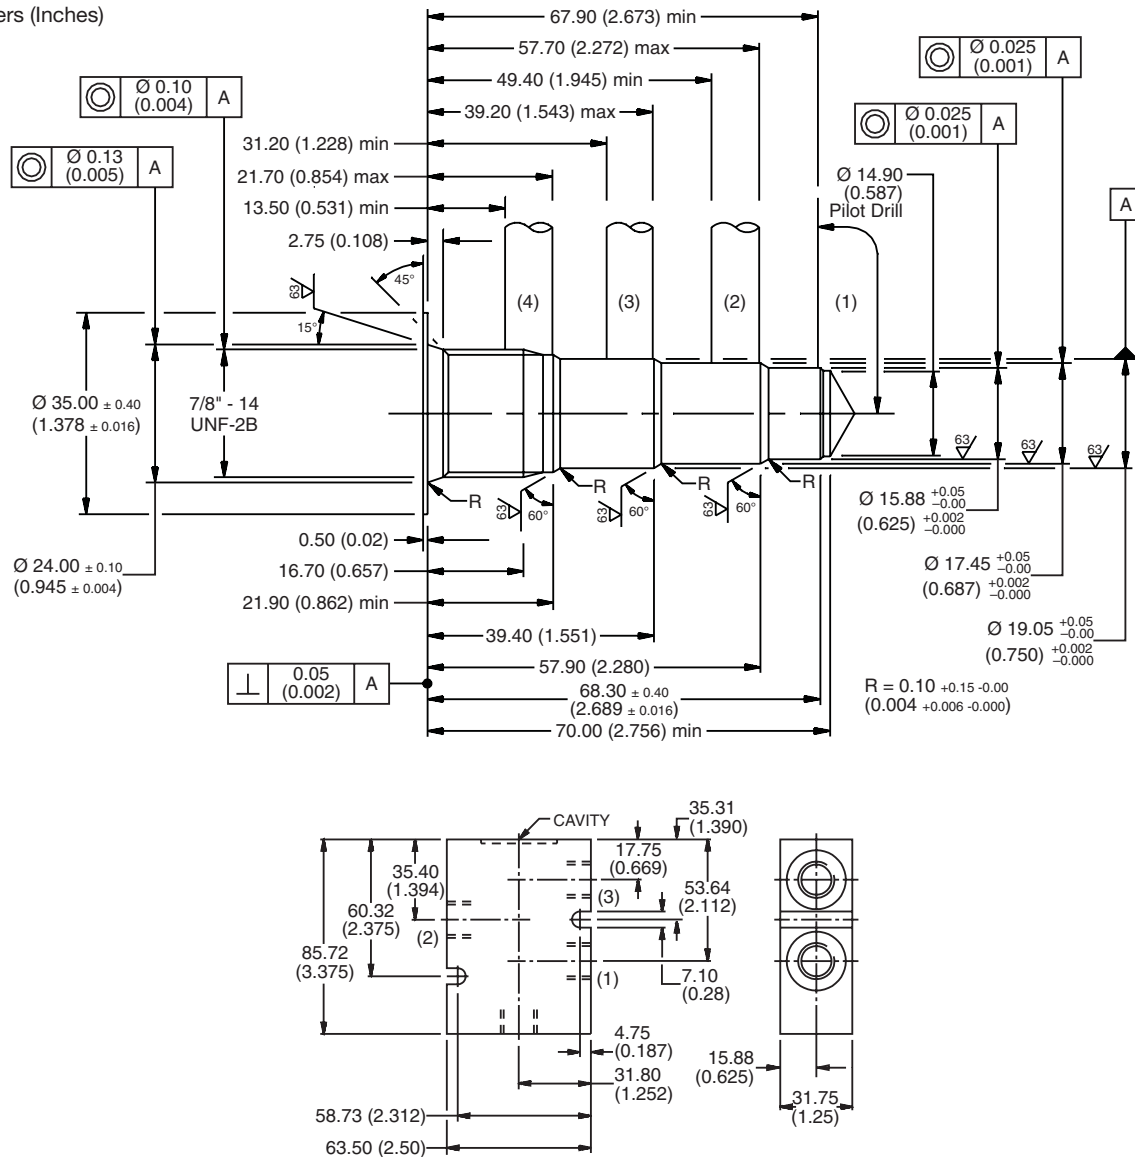 ers (Inches)
67.90 (2.673) min
57.70 (2.272) max
49.40 (1.945) min
39.20 (1.543) max
31.20 (1.228) min
21.70 (0.854) max
13.50 (0.531) min
2.75 (0.108)
Ø 0.10
(0.004)
A
Ø 0.13
(0.005)
A
Ø 0.025
(0.001)
A
Ø 0.025
(0.001)
A
Ø 14.90
(0.587)
Pilot Drill
A
45°
63
15°
(4)
(3)
(2)
(1)
Ø 35.00 ± 0.40
(1.378 ± 0.016)
7/8" - 14
UNF-2B
R
R
R
R
63
60°
63
60°
63
60°
63
63
63
Ø 24.00 ± 0.10
(0.945 ± 0.004)
0.50 (0.02)
16.70 (0.657)
21.90 (0.862) min
39.40 (1.551)
57.90 (2.280)
68.30 ± 0.40
(2.689 ± 0.016)
70.00 (2.756) min
0.05
(0.002)
A
Ø 15.88 +0.05 –0.00
(0.625) +0.002 –0.000
Ø 17.45 +0.05 –0.00
(0.687) +0.002 –0.000
Ø 19.05 +0.05 –0.00
(0.750) +0.002 –0.000
R = 0.10 +0.15 -0.00
(0.004 +0.006 -0.000)
CAVITY
35.31
(1.390)
17.75
(0.669)
35.40
(1.394)
53.64
(2.112)
60.32
(2.375)
(3)
(2)
85.72
(3.375)
(1)
7.10
(0.28)
4.75
(0.187)
31.80
(1.252)
58.73 (2.312)
63.50 (2.50)
15.88
(0.625)
31.75
(1.25)